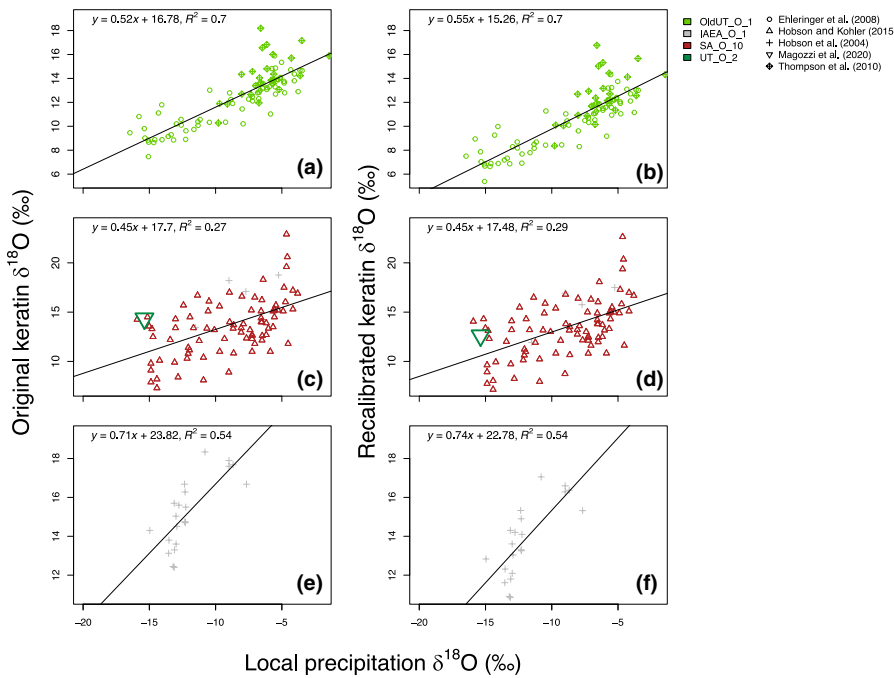 y = 0.52x + 16.78, R² = 0.7
18
16
14
12
10
8
6
(a)
y = 0.55x + 15.26, R² = 0.7
18
16
14
12
10
8
6
(b)
OldUT_O_1
IAEA_O_1
SA_O_10
UT_O_2
Ehleringer et al. (2008)
Hobson and Kohler (2015
Hobson et al. (2004)
Magozzi et al. (2020)
Thompson et al. (2010)
Original keratin δ¹⁸O (‰)
y = 0.45x + 17.7, R² = 0.27
20
15
10
(c)
Recalibrated keratin δ¹⁸O (‰)
y = 0.45x + 17.48, R² = 0.29
20
15
10
(d)
y = 0.71x + 23.82, R² = 0.54
18
16
14
12
(e)
y = 0.74x + 22.78, R² = 0.54
18
16
14
12
(f)
−20 −15 −10 −5
−20 −15 −10 −5
Local precipitation δ¹⁸O (‰)